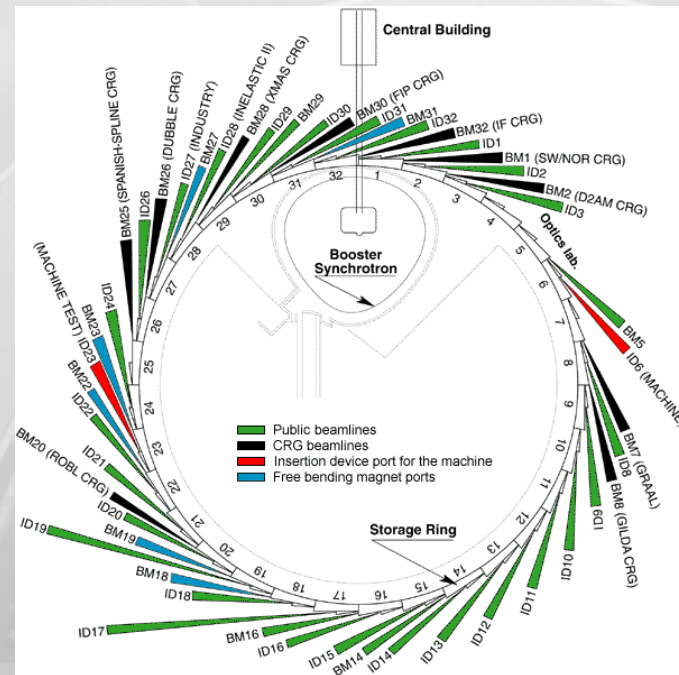 Central Building
BM30 (FIP CRG)
ID31
BM31
ID32
BM32 (IF CRG)
ID1
BM1 (SW/NOR CRG)
ID2
BM2 (D2AM CRG)
ID3
Optics lab.
BM5
ID6 (MACHINE)
BM7 (GRAAL)
ID8
BM8 (GILDA CRG)
ID9
ID10
ID11
ID12
ID13
ID14
BM14
ID15
ID16
BM16
ID17
ID18
BM18
BM19
ID19
ID20
BM20 (ROBL CRG)
ID21
ID22
BM22
(MACHINE TEST) ID23
BM23
ID24
BM25 (SPANISH-SPLINE CRG)
ID26
BM26 (DUBBLE CRG)
ID27 (INDUSTRY)
BM27
ID28 (INELASTIC II)
BM28 (XMAS CRG)
ID29
BM29
ID30
1
2
3
4
5
6
7
8
9
10
11
12
13
14
15
16
17
18
19
20
21
22
23
24
25
26
27
28
29
30
31
32
Booster
Synchrotron
Public beamlines
CRG beamlines
Insertion device port for the machine
Free bending magnet ports
Storage Ring